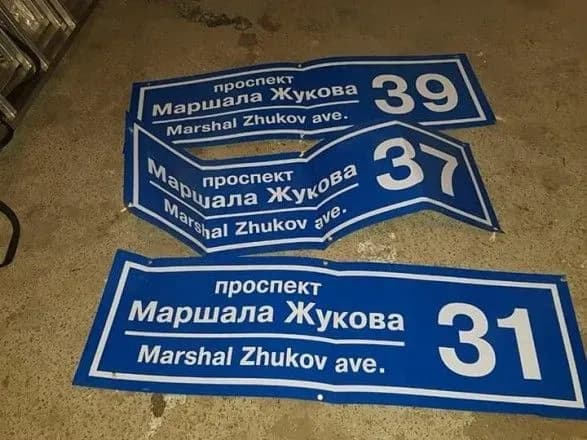 проспект
Маршала Жукова
Marshal Zhukov ave.
39
проспект
Маршала Жукова
Marshal Zhukov ave.
37
проспект
Маршала Жукова
Marshal Zhukov ave.
31